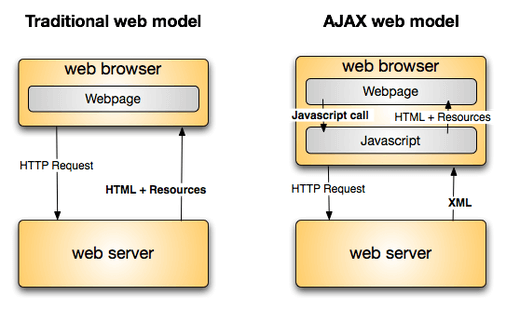 Traditional web model
web browser
Webpage
HTTP Request
HTML + Resources
web server
AJAX web model
web browser
Webpage
Javascript call
HTML + Resources
Javascript
HTTP Request
XML
web server